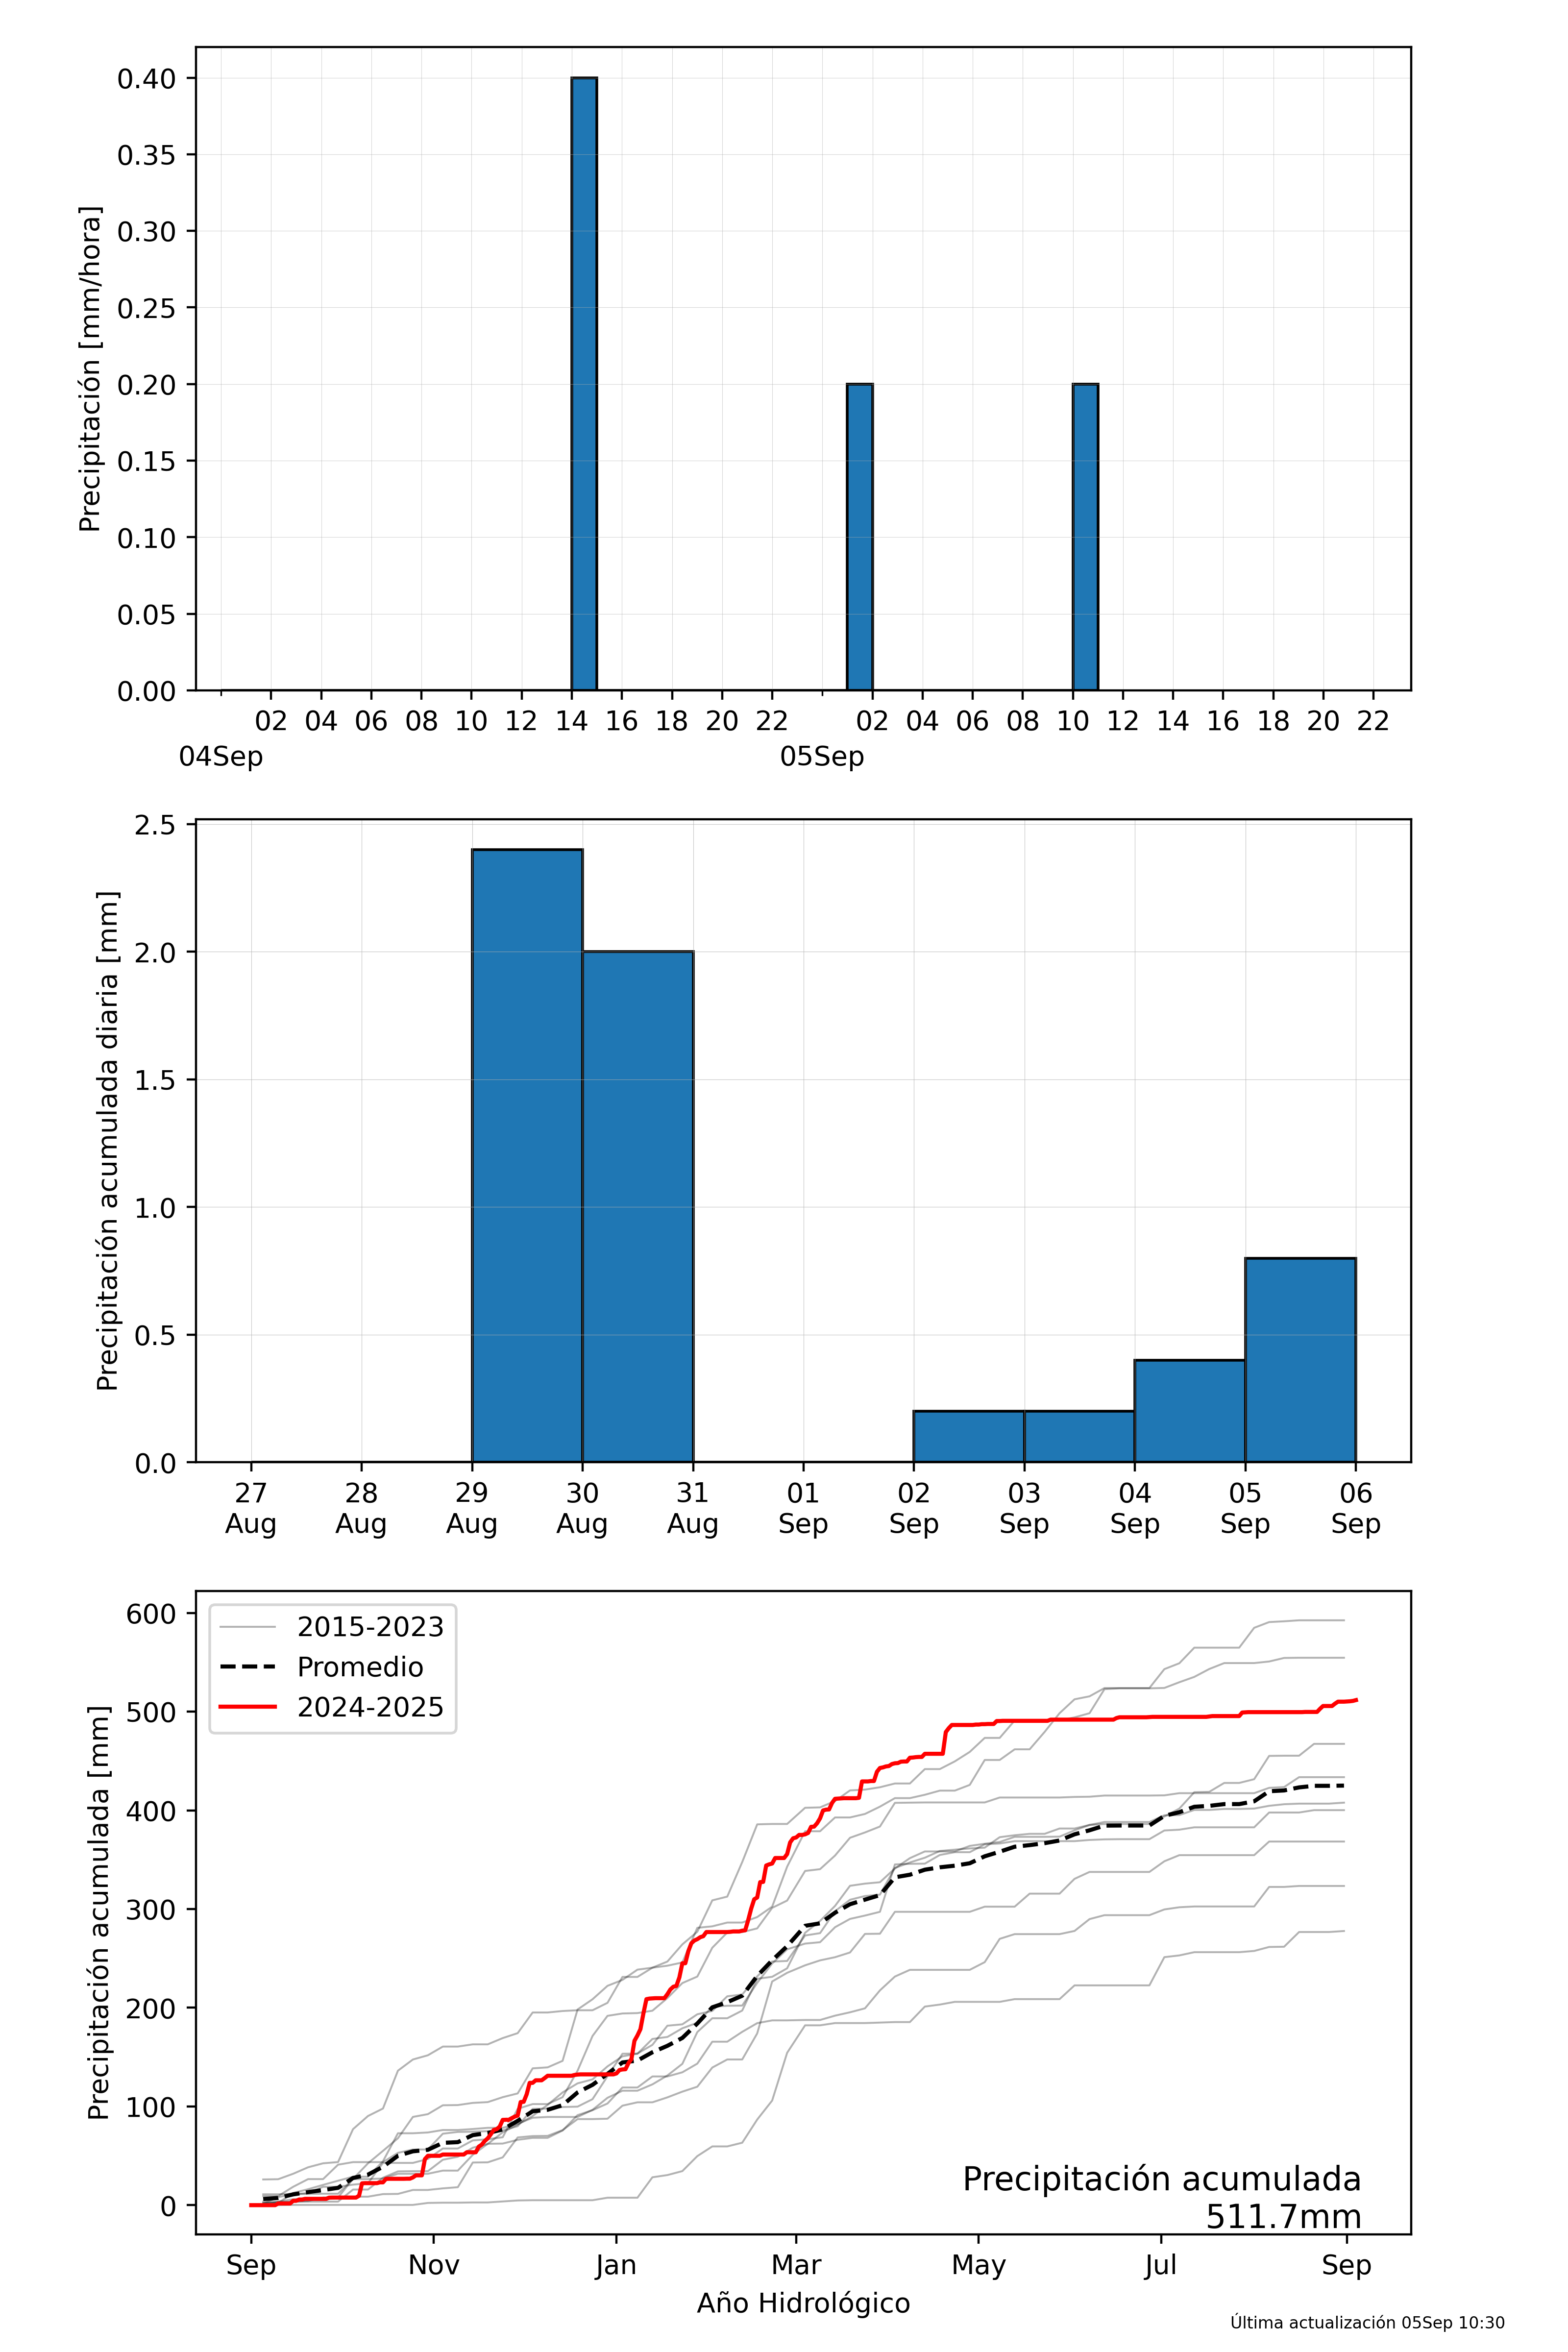 0.40
0.35
0.30
0.25
0.20
0.15
0.10
0.05
0.00
Precipitación [mm/hora]
02 04 06 08 10 12 14 16 18 20 22 02 04 06 08 10 12 14 16 18 20 22
04Sep 05Sep
2.5
2.0
1.5
1.0
0.5
0.0
Precipitación acumulada diaria [mm]
27 28 29 30 31 01 02 03 04 05 06
Aug Aug Aug Aug Aug Sep Sep Sep Sep Sep Sep
600
500
400
300
200
100
0
Precipitación acumulada [mm]
2015-2023
Promedio
2024-2025
Precipitación acumulada
511.7mm
Sep Nov Jan Mar May Jul Sep
Año Hidrológico
Última actualización 05Sep 10:30